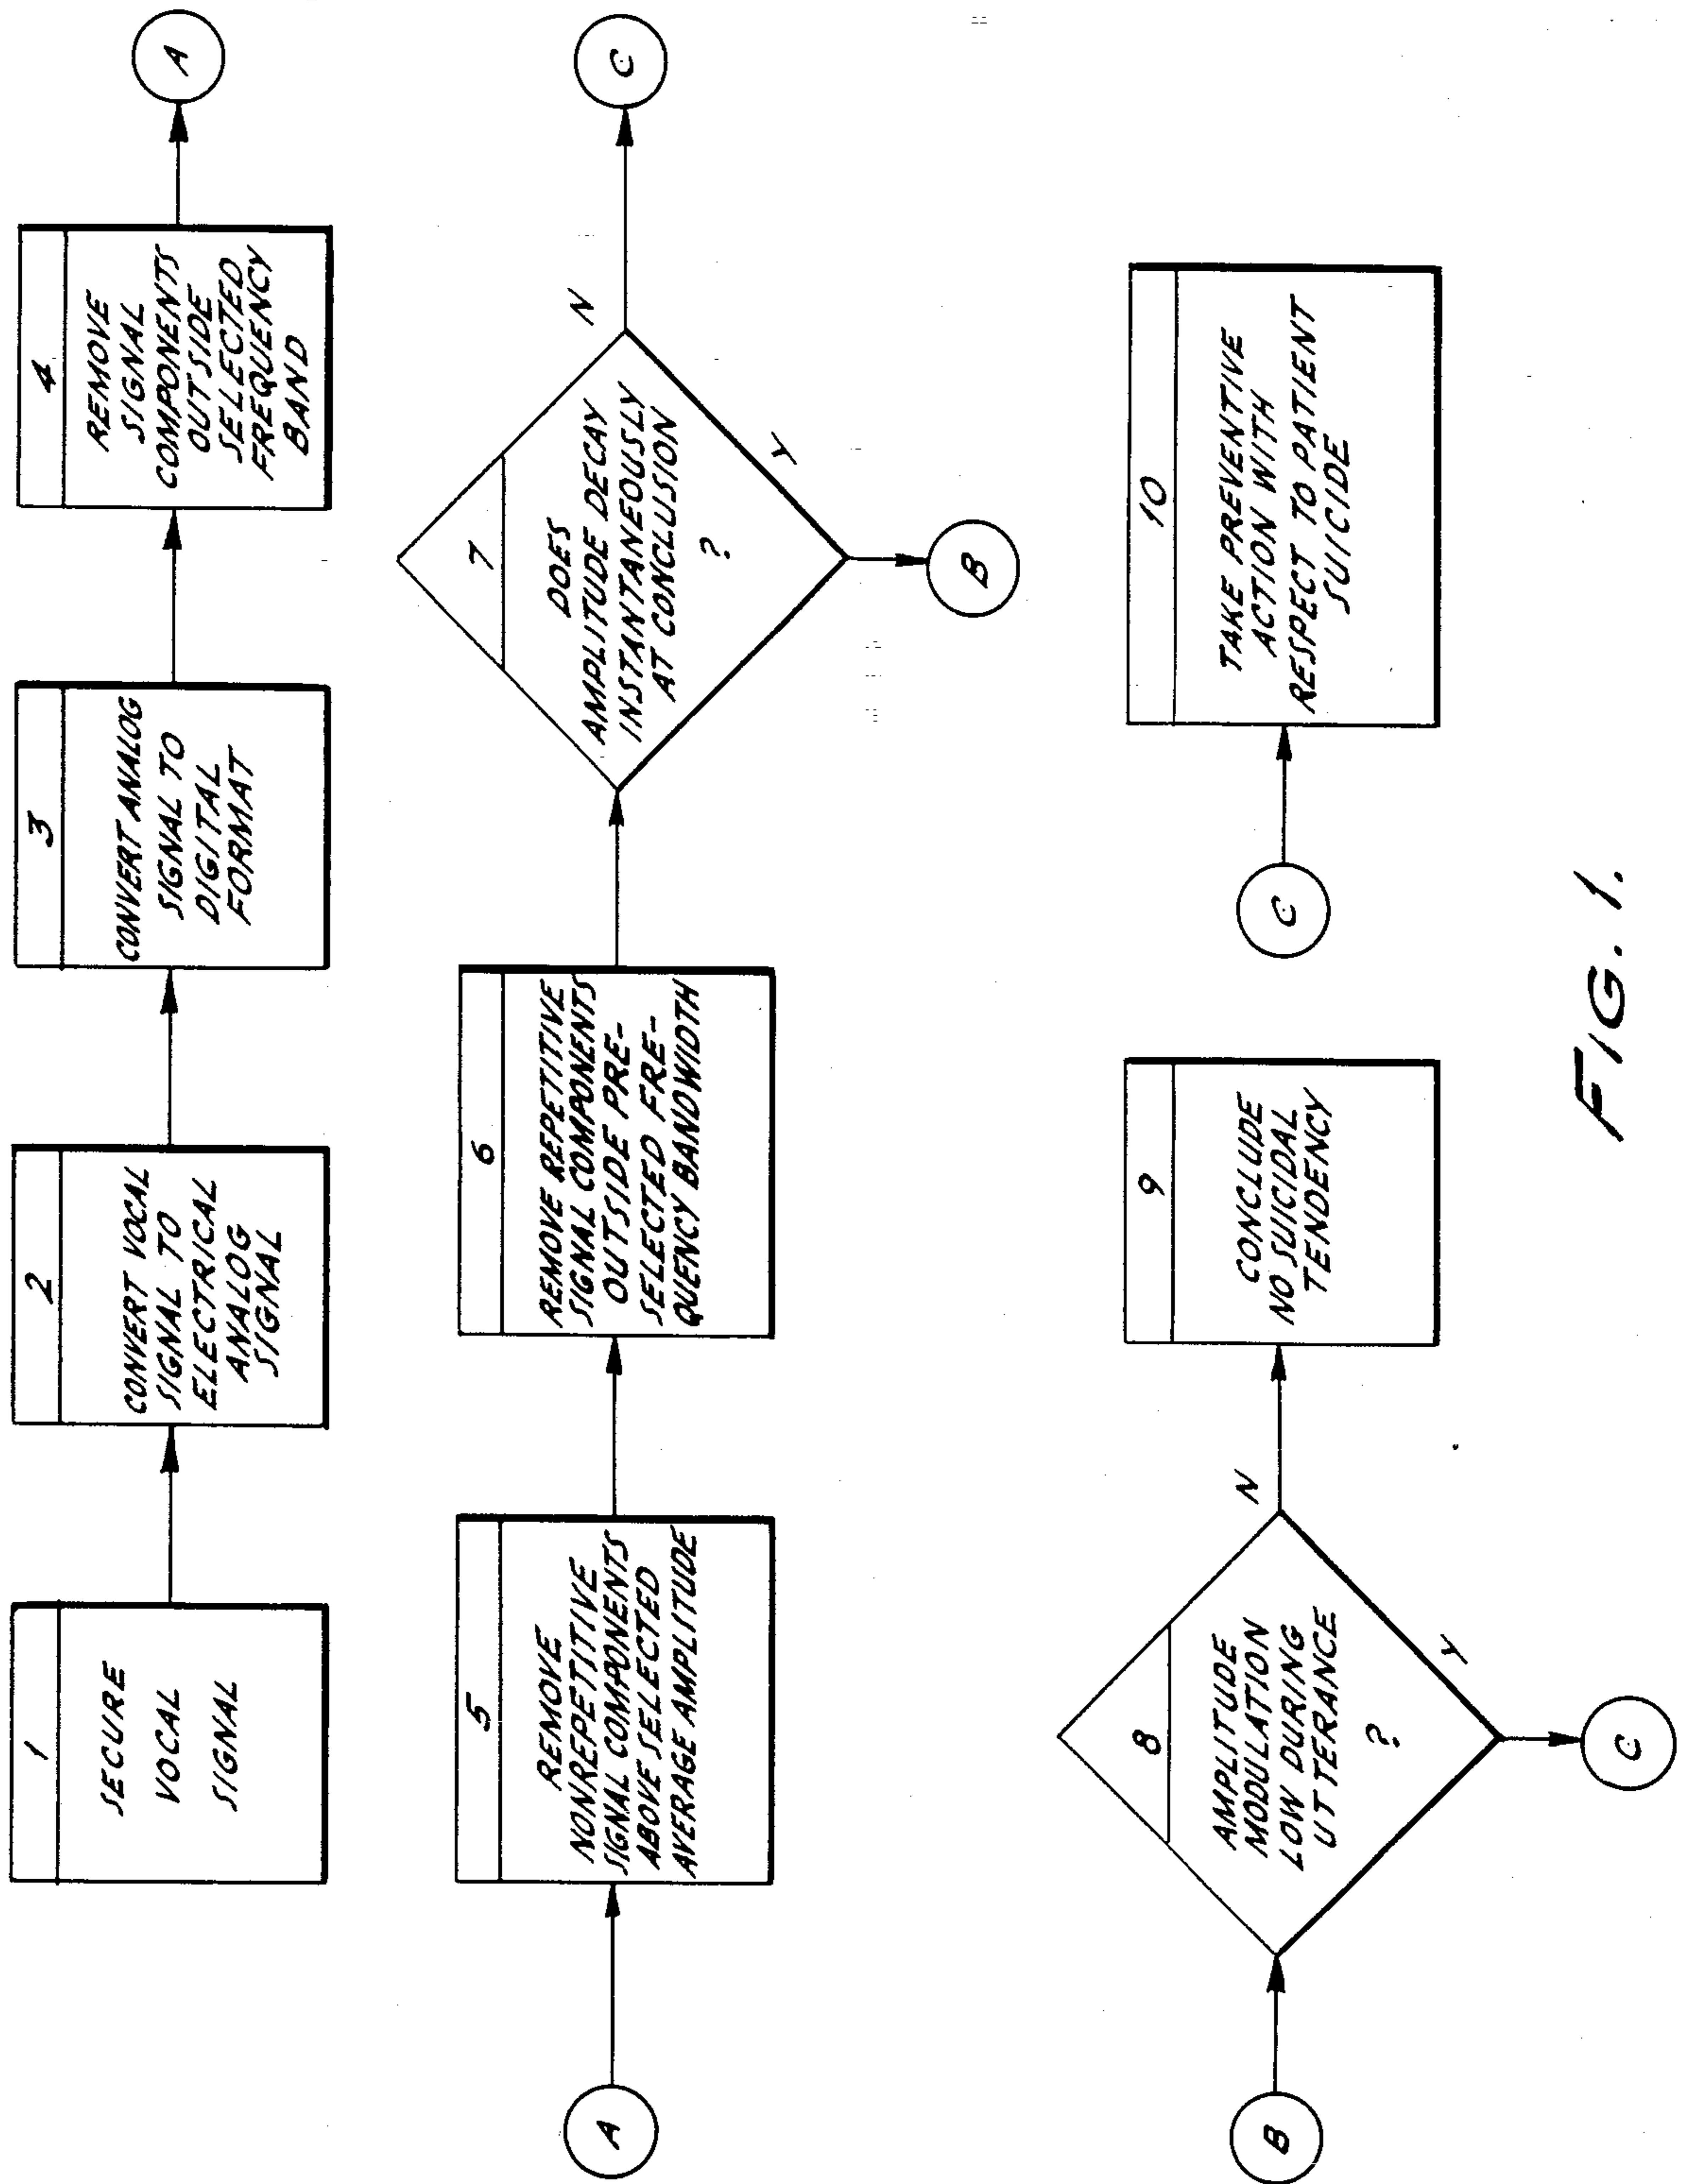 1
SECURE
VOCAL
SIGNAL
2
CONVERT VOCAL
SIGNAL TO
ELECTRICAL
ANALOG
SIGNAL
3
CONVERT ANALOG
SIGNAL TO
DIGITAL
FORMAT
4
REMOVE
SIGNAL
COMPONENTS
OUTSIDE
SELECTED
FREQUENCY
BAND
A
A
5
REMOVE
NONREPETITIVE
SIGNAL COMPONENTS
ABOVE SELECTED
AVERAGE AMPLITUDE
6
REMOVE REPETITIVE
SIGNAL COMPONENTS
OUTSIDE PRE-
SELECTED FRE-
QUENCY BANDWIDTH
7
DOES
AMPLITUDE DECAY
INSTANTANEOUSLY
AT CONCLUSION
?
N
C
Y
B
B
8
AMPLITUDE
MODULATION
LOW DURING
UTTERANCE
?
N
Y
C
9
CONCLUDE
NO SUICIDAL
TENDENCY
C
10
TAKE PREVENTIVE
ACTION WITH
RESPECT TO PATIENT
SUICIDE
FIG. 1.